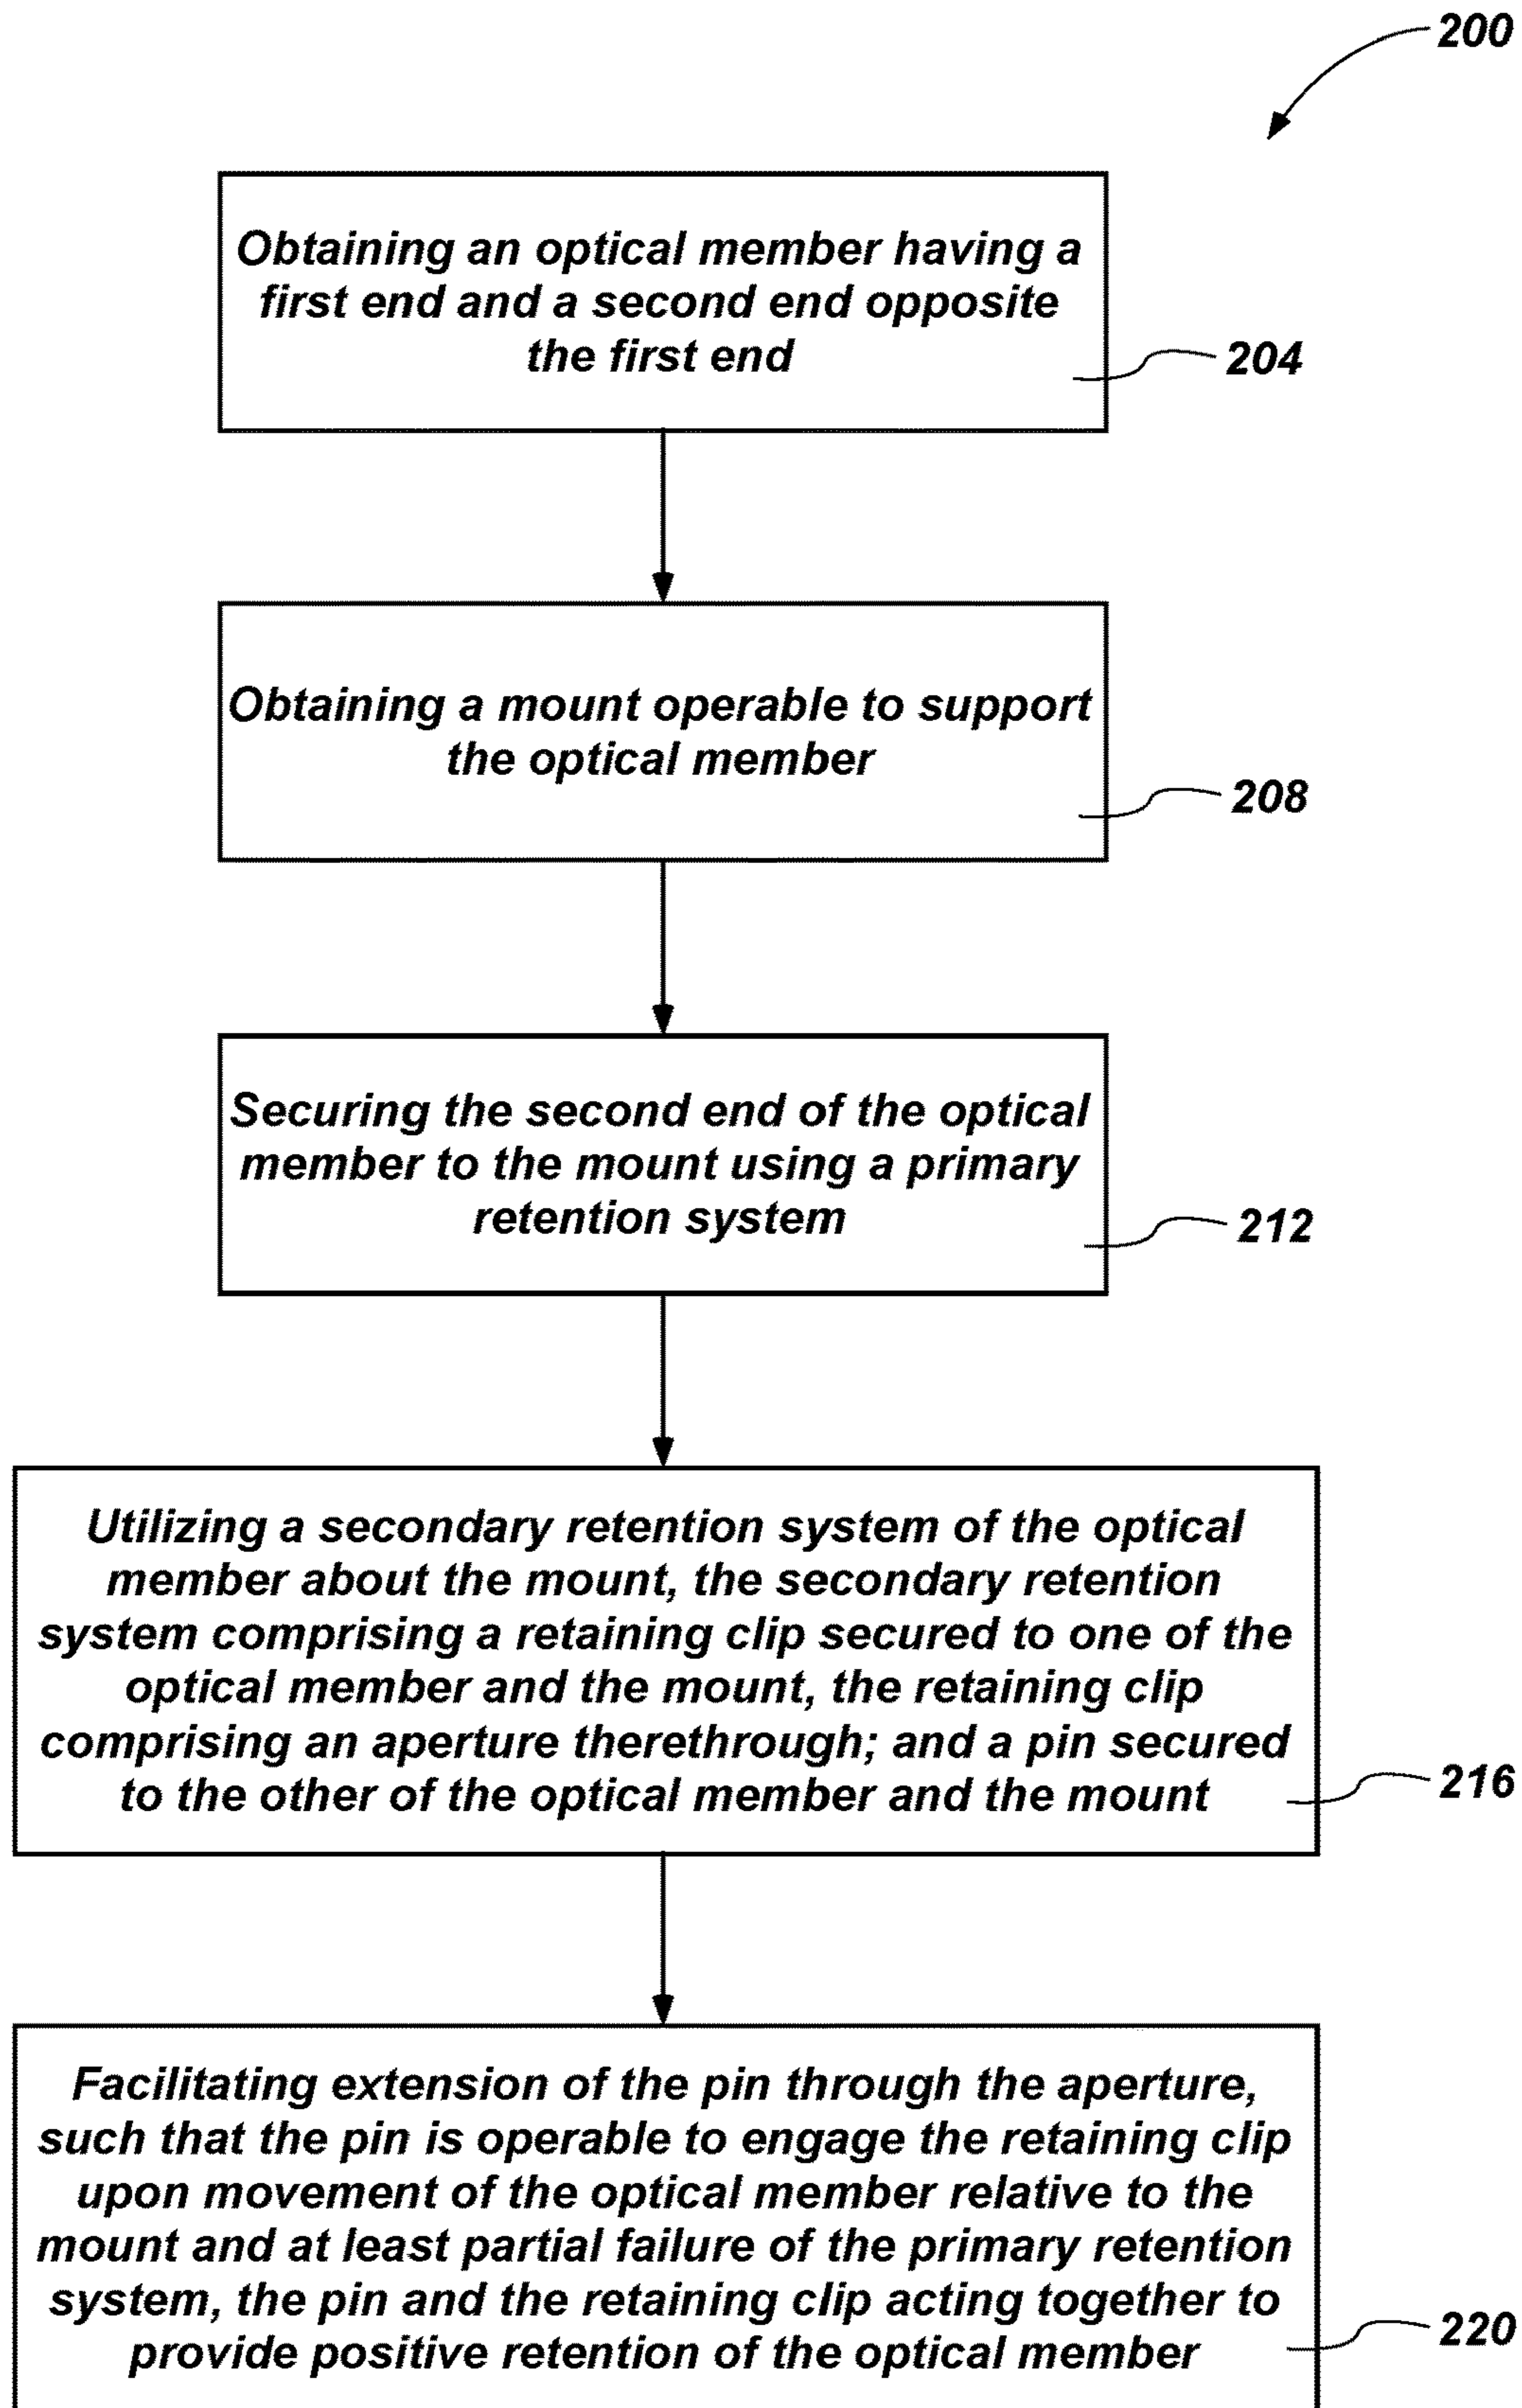 200
Obtaining an optical member having a
first end and a second end opposite
the first end
204
Obtaining a mount operable to support
the optical member
208
Securing the second end of the optical
member to the mount using a primary
retention system
212
Utilizing a secondary retention system of the optical
member about the mount, the secondary retention
system comprising a retaining clip secured to one of the
optical member and the mount, the retaining clip
comprising an aperture therethrough; and a pin secured
to the other of the optical member and the mount
216
Facilitating extension of the pin through the aperture,
such that the pin is operable to engage the retaining clip
upon movement of the optical member relative to the
mount and at least partial failure of the primary retention
system, the pin and the retaining clip acting together to
provide positive retention of the optical member
220